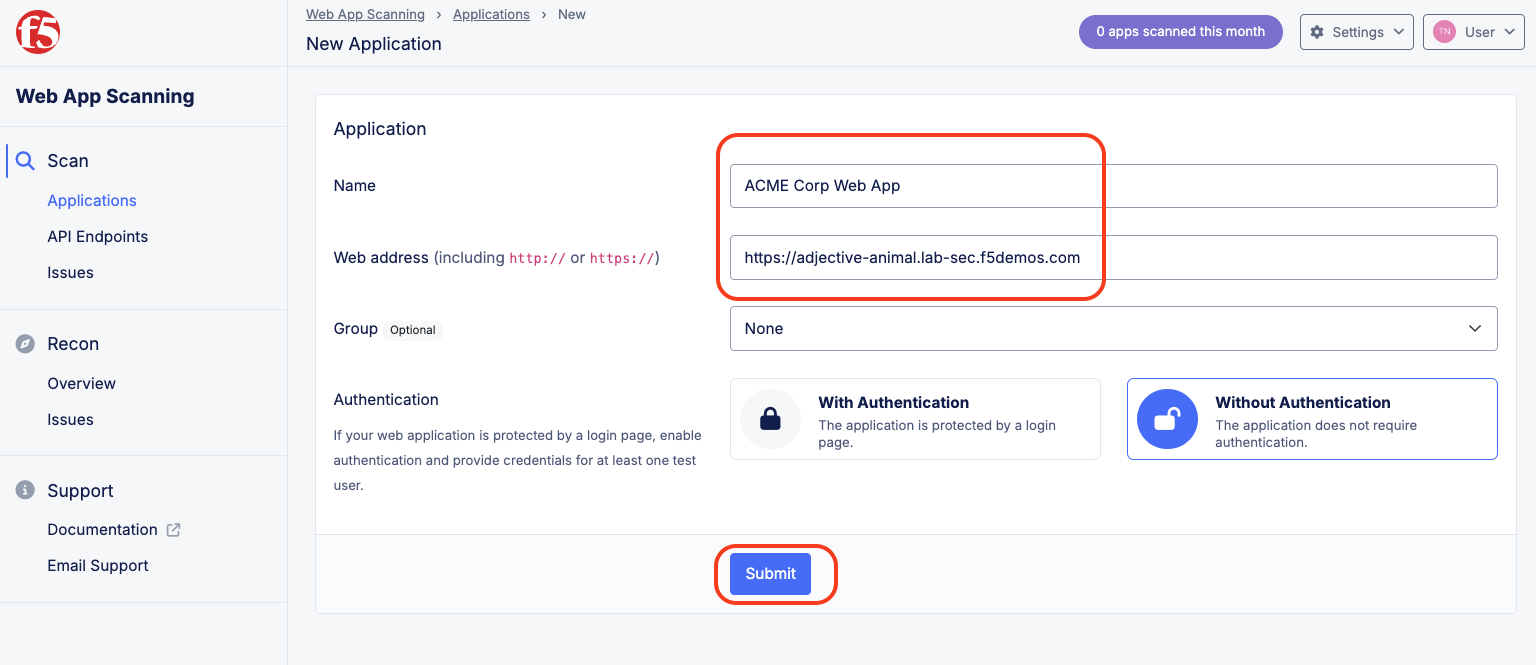 f5
Web App Scanning › Applications › New
New Application
0 apps scanned this month
Settings
TN
User
Web App Scanning
Scan
Applications
API Endpoints
Issues
Recon
Overview
Issues
Support
Documentation
Email Support
Application
Name
ACME Corp Web App
Web address (including http:// or https://)
https://adjective-animal.lab-sec.f5demos.com
Group Optional
None
Authentication
If your web application is protected by a login page, enable
authentication and provide credentials for at least one test
user.
With Authentication
The application is protected by a login
page.
Without Authentication
The application does not require
authentication.
Submit